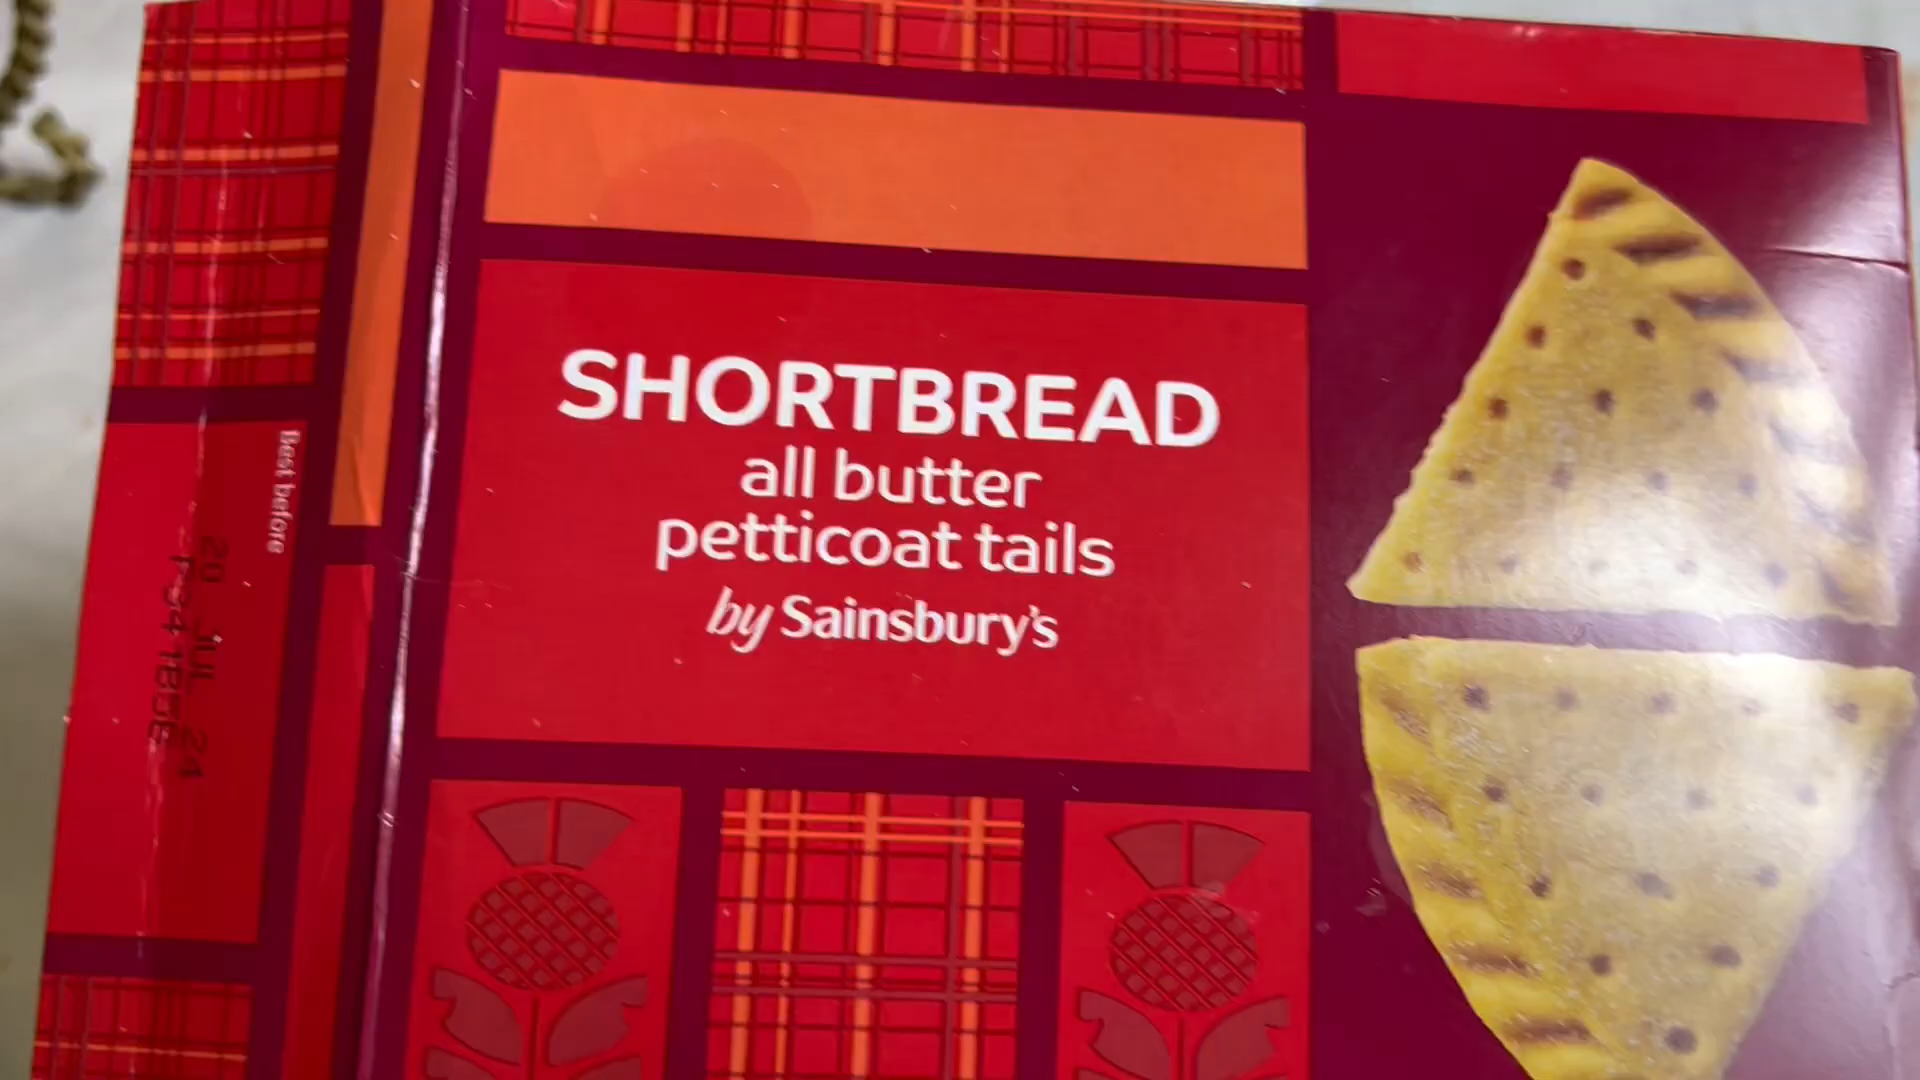 SHORTBREAD
all butter
petticoat tails
by Sainsbury's
Best before
20 JUL 24